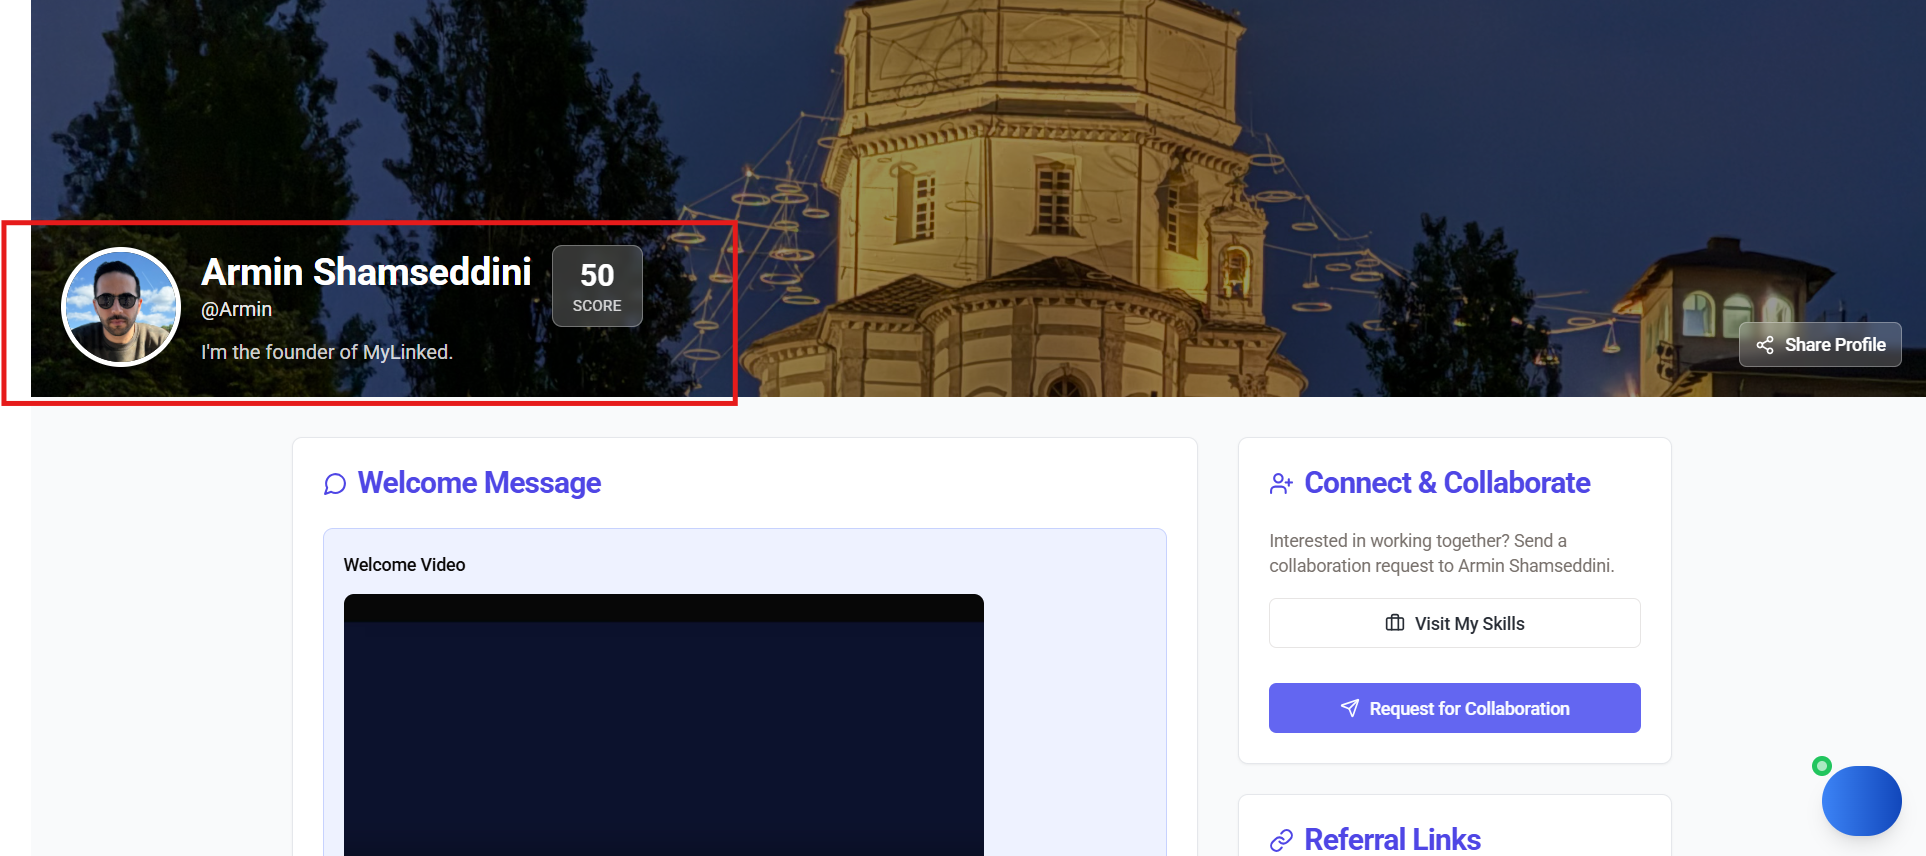 Armin Shamseddini
@Armin
I'm the founder of MyLinked.
50
SCORE
Share Profile
Welcome Message
Welcome Video
Connect & Collaborate
Interested in working together? Send a
collaboration request to Armin Shamseddini.
Visit My Skills
Request for Collaboration
Referral Links